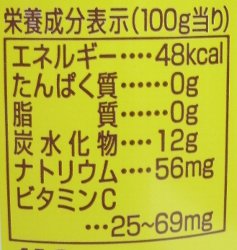 栄養成分表示(100g当り)
エネルギー‥‥48kcal
たんぱく質‥‥‥0g
脂　　質‥‥‥0g
炭水化物‥‥‥12g
ナトリウム‥‥56mg
ビタミンC
‥‥25~69mg